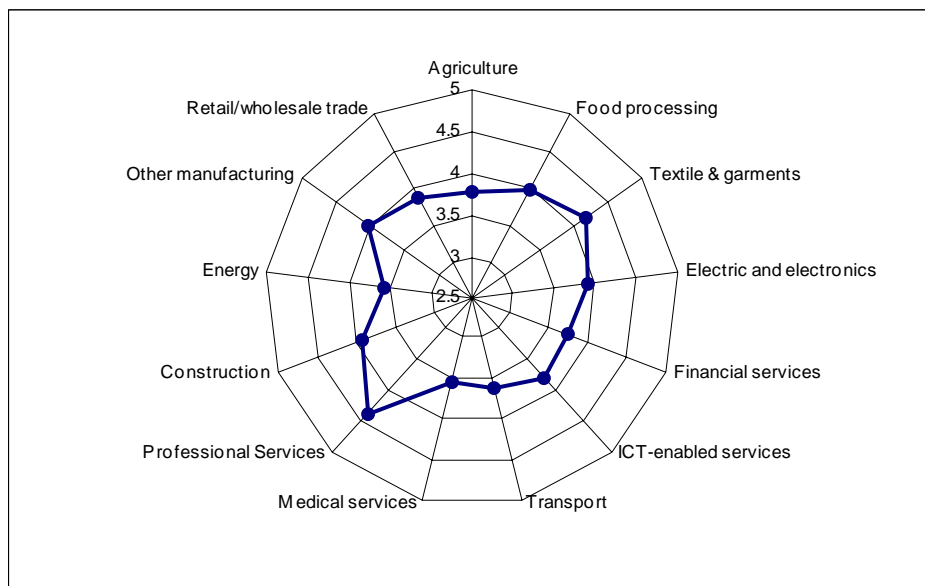 Agriculture
5
Retail/wholesale trade
Food processing
4.5
Other manufacturing
4
Textile & garments
3.5
Energy
3
Electric and electronics
2.5
Construction
Financial services
Professional Services
ICT-enabled services
Medical services
Transport